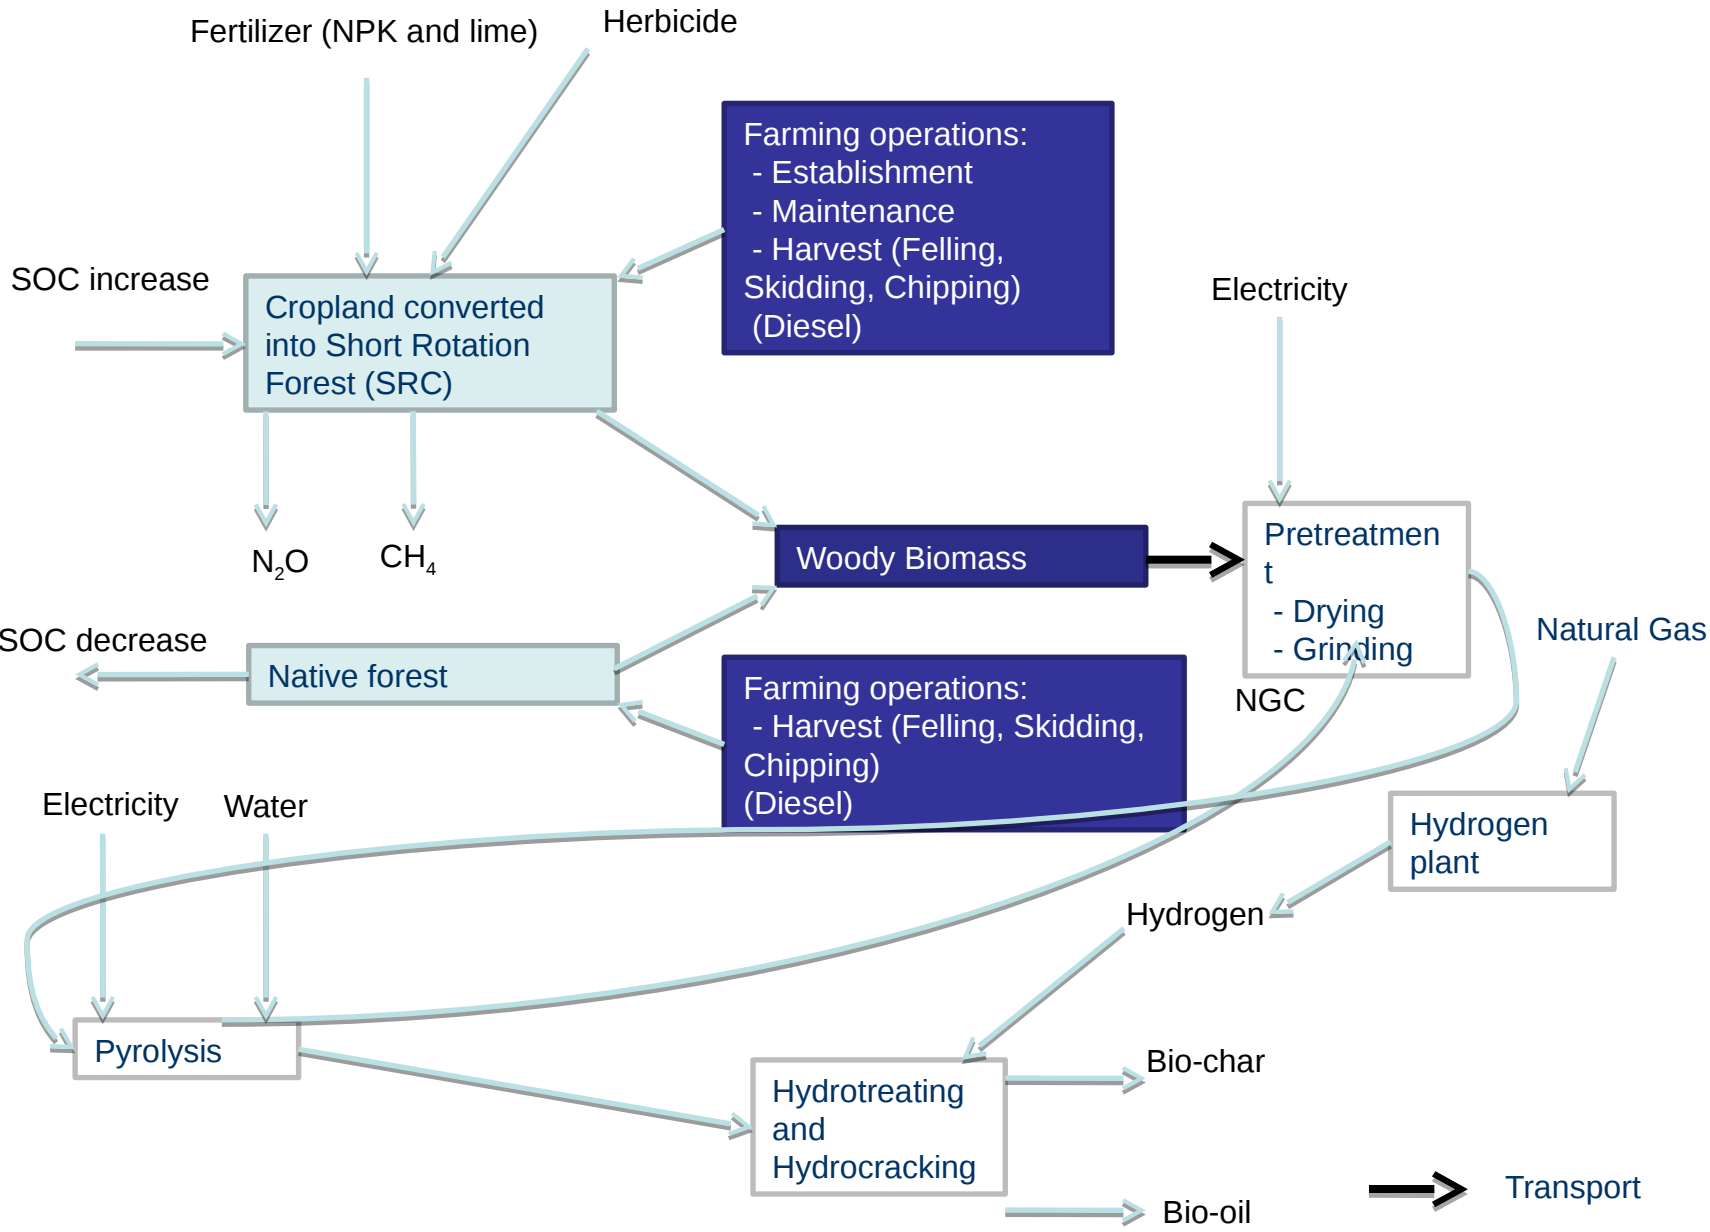 Fertilizer (NPK and lime)
Herbicide
Farming operations:
- Establishment
- Maintenance
- Harvest (Felling,
Skidding, Chipping)
(Diesel)
SOC increase
Cropland converted
into Short Rotation
Forest (SRC)
Electricity
N₂O
CH₄
Woody Biomass
Pretreatmen
t
- Drying
- Grinding
NGC
Natural Gas
SOC decrease
Native forest
Farming operations:
- Harvest (Felling, Skidding,
Chipping)
(Diesel)
Electricity
Water
Hydrogen
plant
Hydrogen
Pyrolysis
Hydrotreating
and
Hydrocracking
Bio-char
Bio-oil
Transport